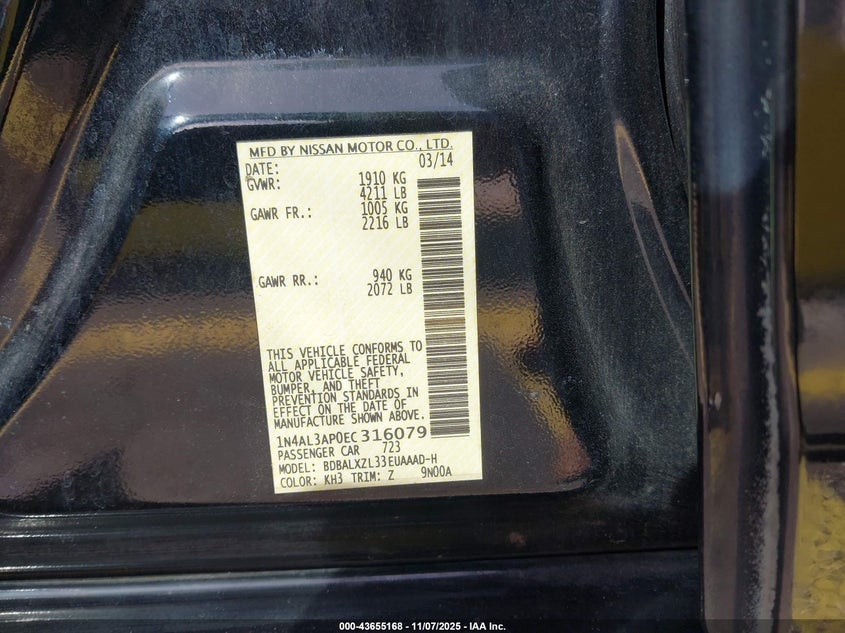 MFD BY NISSAN MOTOR CO., LTD.
DATE: 03/14
GVWR: 1910 KG
4211 LB
GAWR FR.: 1005 KG
2216 LB
GAWR RR.: 940 KG
2072 LB
THIS VEHICLE CONFORMS TO
ALL APPLICABLE FEDERAL
MOTOR VEHICLE SAFETY,
BUMPER, AND THEFT
PREVENTION STANDARDS IN
EFFECT ON THE DATE OF
MANUFACTURE SHOWN ABOVE.
1N4AL3AP0EC316079
PASSENGER CAR 723
MODEL: BDBALXZL33EUAAAD-H
COLOR: KH3 TRIM: Z 9N00A
000-43655168 - 11/07/2025 - IAA Inc.